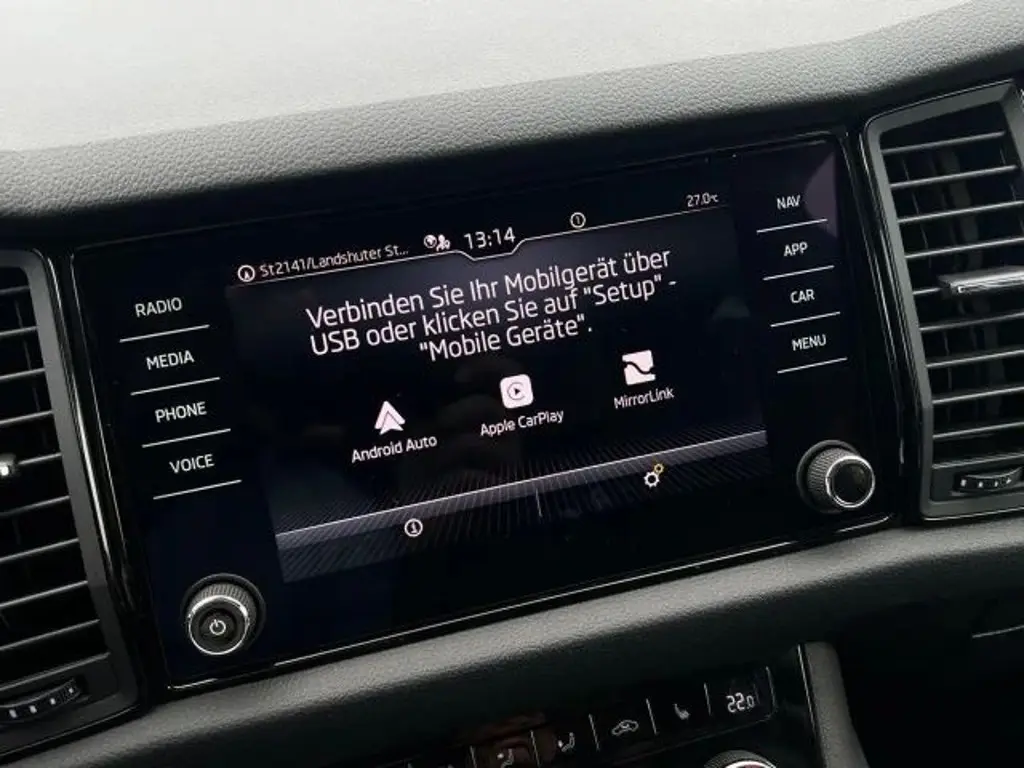 St2141/Landshuter St...
13:14
27.0°C
RADIO
MEDIA
PHONE
VOICE
Verbinden Sie Ihr Mobilgerät über
USB oder klicken Sie auf "Setup" -
"Mobile Geräte".
Android Auto
Apple CarPlay
MirrorLink
NAV
APP
CAR
MENU
22.0